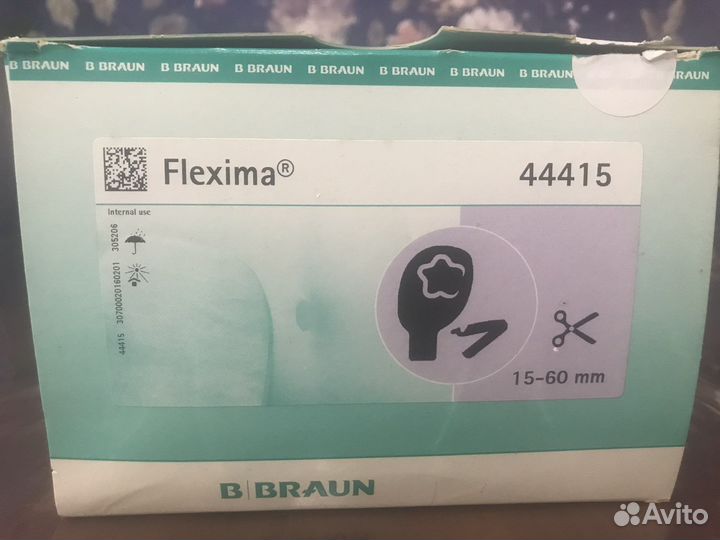 B BRAUN B BRAUN B BRAUN B BRAUN B BRAUN B BRAUN B BRAUN B BRAUN BRAUN
Flexima® 44415
Internal use
44415 30700020160201 305206
15-60 mm
B BRAUN
Avito